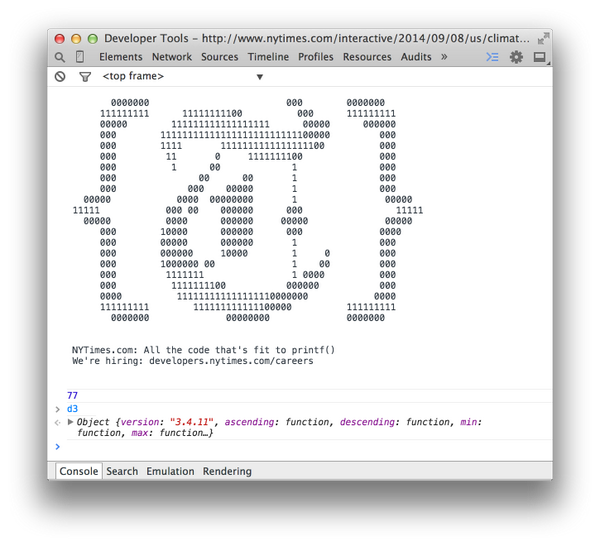 Developer Tools - http://www.nytimes.com/interactive/2014/09/08/us/climat...
Elements Network Sources Timeline Profiles Resources Audits »
<top frame> ▼
0000000                         000        0000000
111111111      11111111100          000      111111111
00000        111111111111111111      00000      000000
000        1111111111111111111111111100000         000
000        1111       1111111111111111100          000
000         11       0     1111111100              000
000          1      00             1               000
000               00      00       1               000
000             000    00000       1               000
00000            0000  00000000       1                00000
11111            000 00    000000      000                 11111
00000          0000      000000     00000              00000
000        10000      000000      000              0000
000        00000      000000       1               000
000        000000     10000        1     0         000
000        1000000 00              1    00         000
000         1111111                1 0000          000
000          1111111100           000000           000
0000          111111111111111110000000            0000
111111111        111111111111100000          111111111
0000000              00000000              0000000
NYTimes.com: All the code that's fit to printf()
We're hiring: developers.nytimes.com/careers
77
> d3
Object {version: "3.4.11", ascending: function, descending: function, min:
function, max: function…}
>
Console Search Emulation Rendering